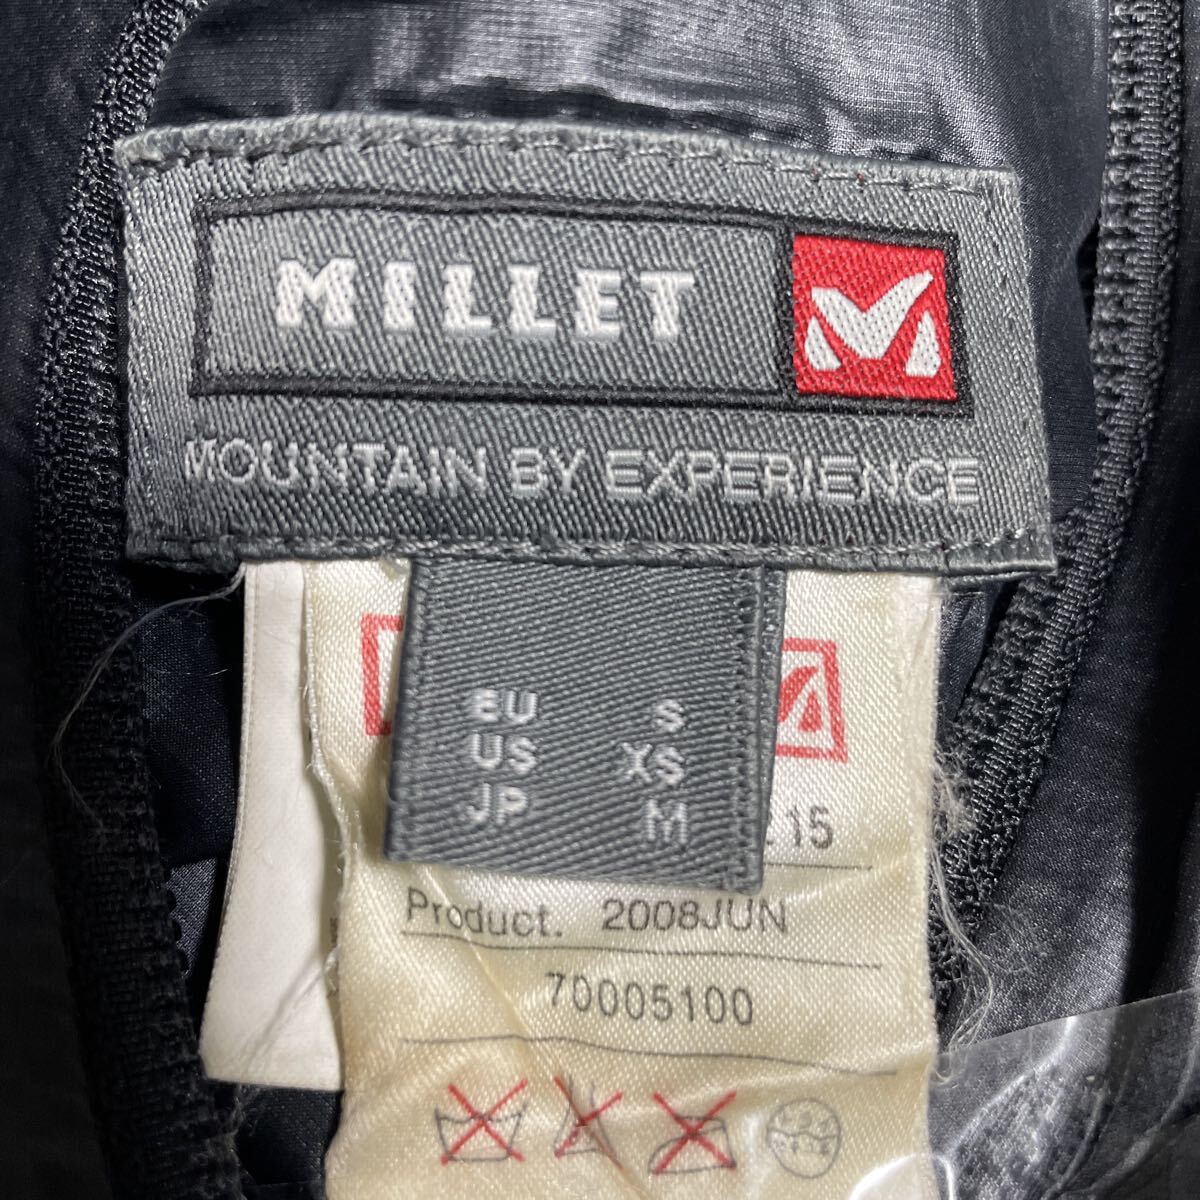 MILLET
MOUNTAIN BY EXPERIENCE
EU S
US XS
JP M
15
Product. 2008JUN
70005100